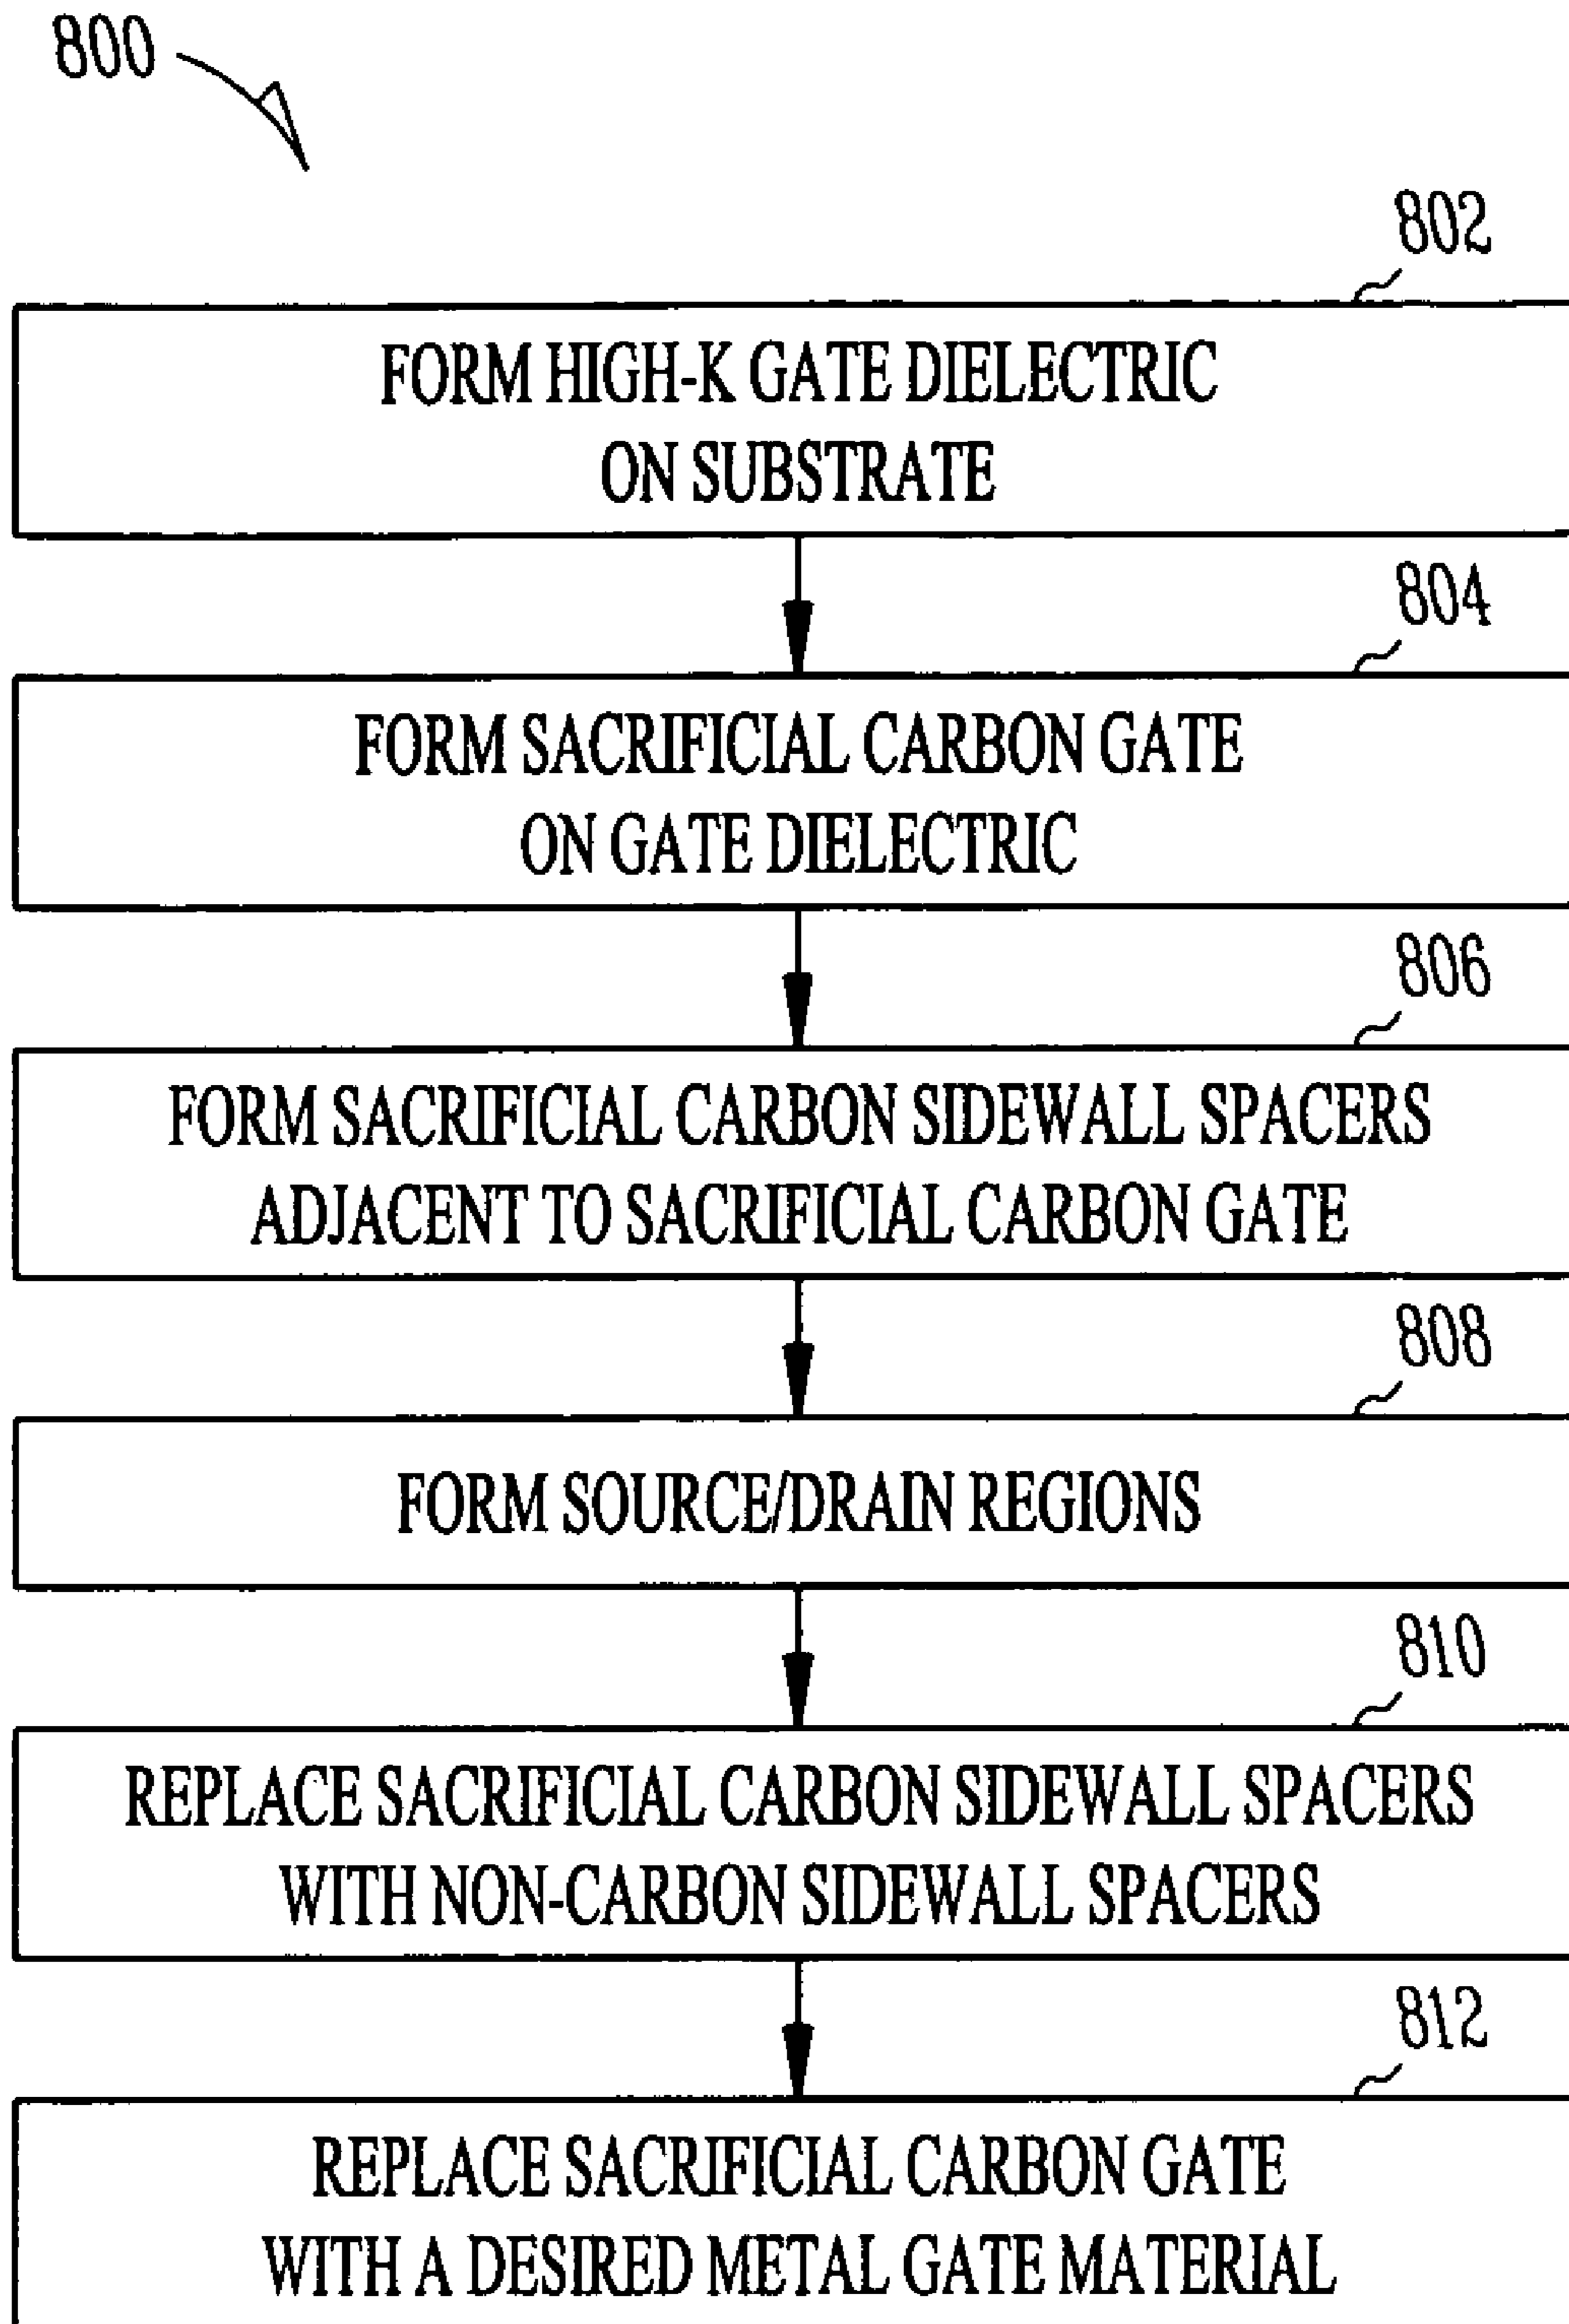 800
802
FORM HIGH-K GATE DIELECTRIC
ON SUBSTRATE
804
FORM SACRIFICIAL CARBON GATE
ON GATE DIELECTRIC
806
FORM SACRIFICIAL CARBON SIDEWALL SPACERS
ADJACENT TO SACRIFICIAL CARBON GATE
808
FORM SOURCE/DRAIN REGIONS
810
REPLACE SACRIFICIAL CARBON SIDEWALL SPACERS
WITH NON-CARBON SIDEWALL SPACERS
812
REPLACE SACRIFICIAL CARBON GATE
WITH A DESIRED METAL GATE MATERIAL